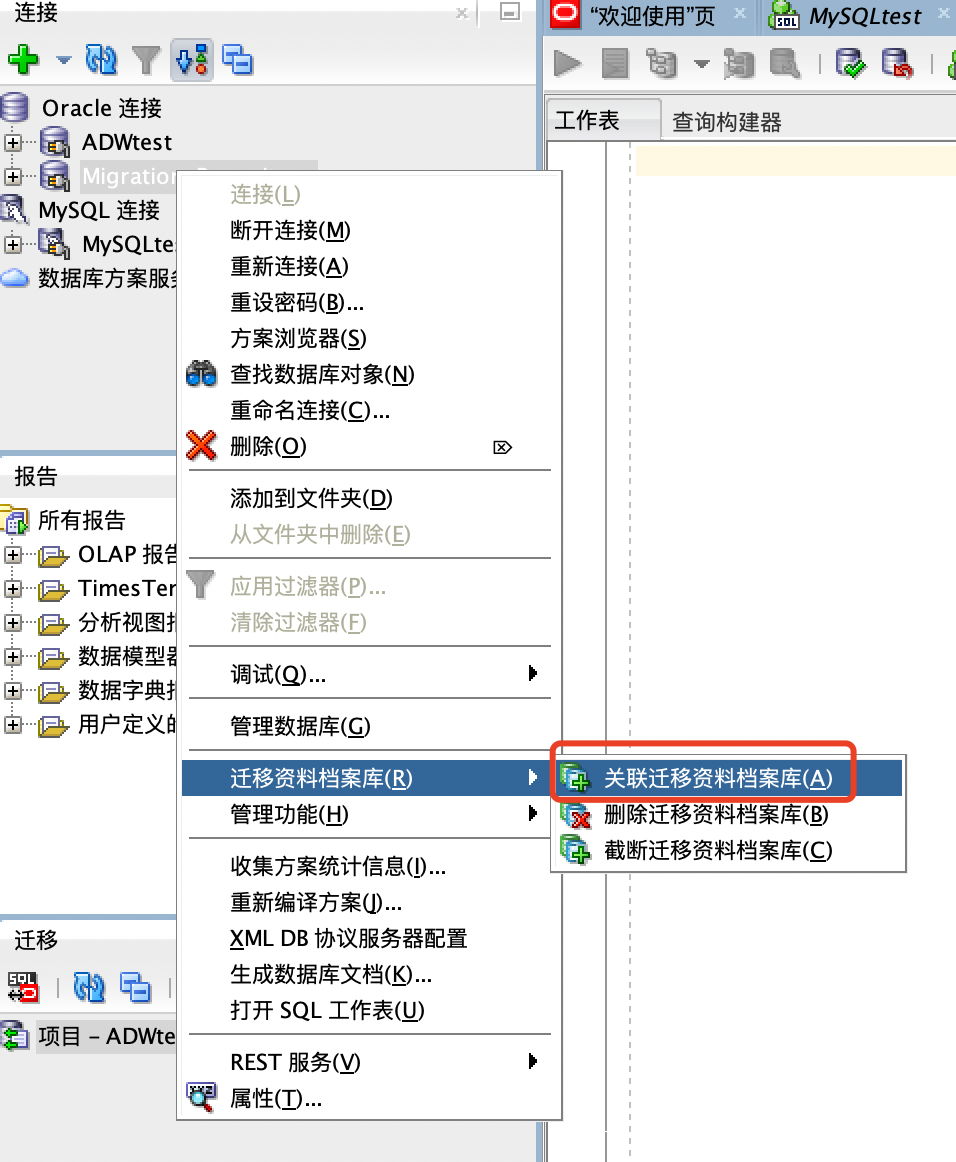 连接
“欢迎使用”页
MySQLtest
Oracle 连接
ADWtest
Migration
MySQL 连接
MySQLte
数据库方案服
工作表
查询构建器
连接(L)
断开连接(M)
重新连接(A)
重设密码(B)...
方案浏览器(S)
查找数据库对象(N)
重命名连接(C)...
删除(O)
添加到文件夹(D)
从文件夹中删除(E)
应用过滤器(P)...
清除过滤器(F)
调试(Q)...
管理数据库(G)
迁移资料档案库(R)
管理功能(H)
收集方案统计信息(I)...
重新编译方案(J)...
XML DB 协议服务器配置
生成数据库文档(K)...
打开 SQL 工作表(U)
REST 服务(V)
属性(T)...
关联迁移资料档案库(A)
删除迁移资料档案库(B)
截断迁移资料档案库(C)
报告
所有报告
OLAP 报告
TimesTen
分析视图报
数据模型器
数据字典报
用户定义的
迁移
项目 – ADWte